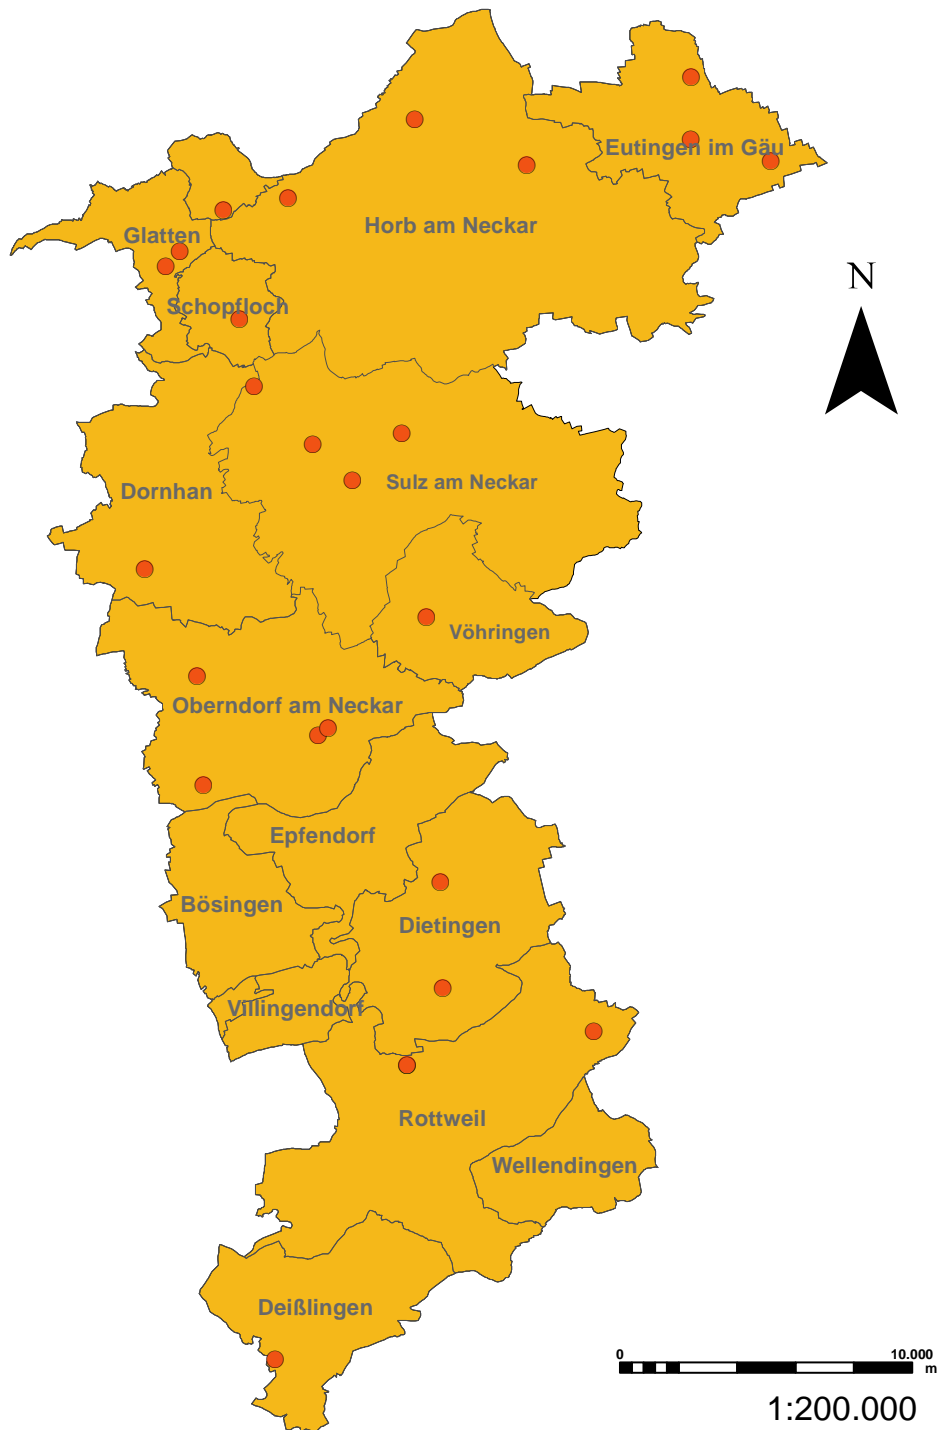 Eutingen im Gäu
Horb am Neckar
Glatten
Schopfloch
N
Dornhan
Sulz am Neckar
Vöhringen
Oberndorf am Neckar
Epfendorf
Bösingen
Dietingen
Villingendorf
Rottweil
Wellendingen
Deißlingen
0 10.000
m
1:200.000